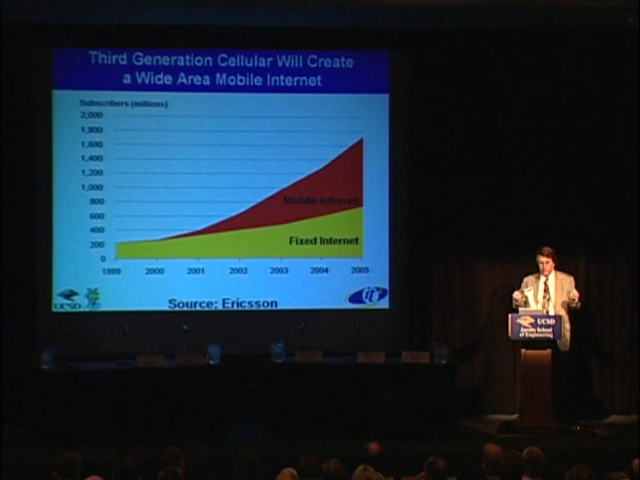 Third Generation Cellular Will Create
a Wide Area Mobile Internet
Subscribers (millions)
2,000
1,800
1,600
1,400
1,200
1,000
800
600
400
200
0
Mobile Internet
Fixed Internet
1999 2000 2001 2002 2003 2004 2005
UCSD
Source: Ericsson
UCSD
Jacobs School
of Engineering